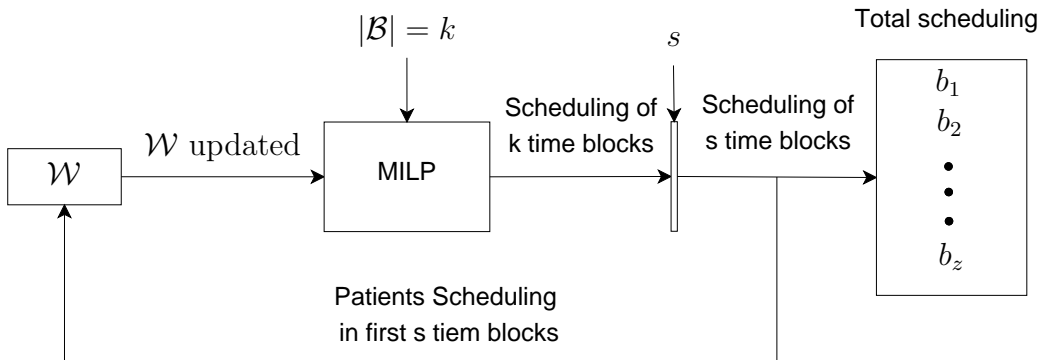 Total scheduling
|ℬ| = k
s
b₁
Scheduling of
k time blocks
Scheduling of
s time blocks
b₂
𝒲 updated
𝒲
MILP
b_z
Patients Scheduling
in first s tiem blocks